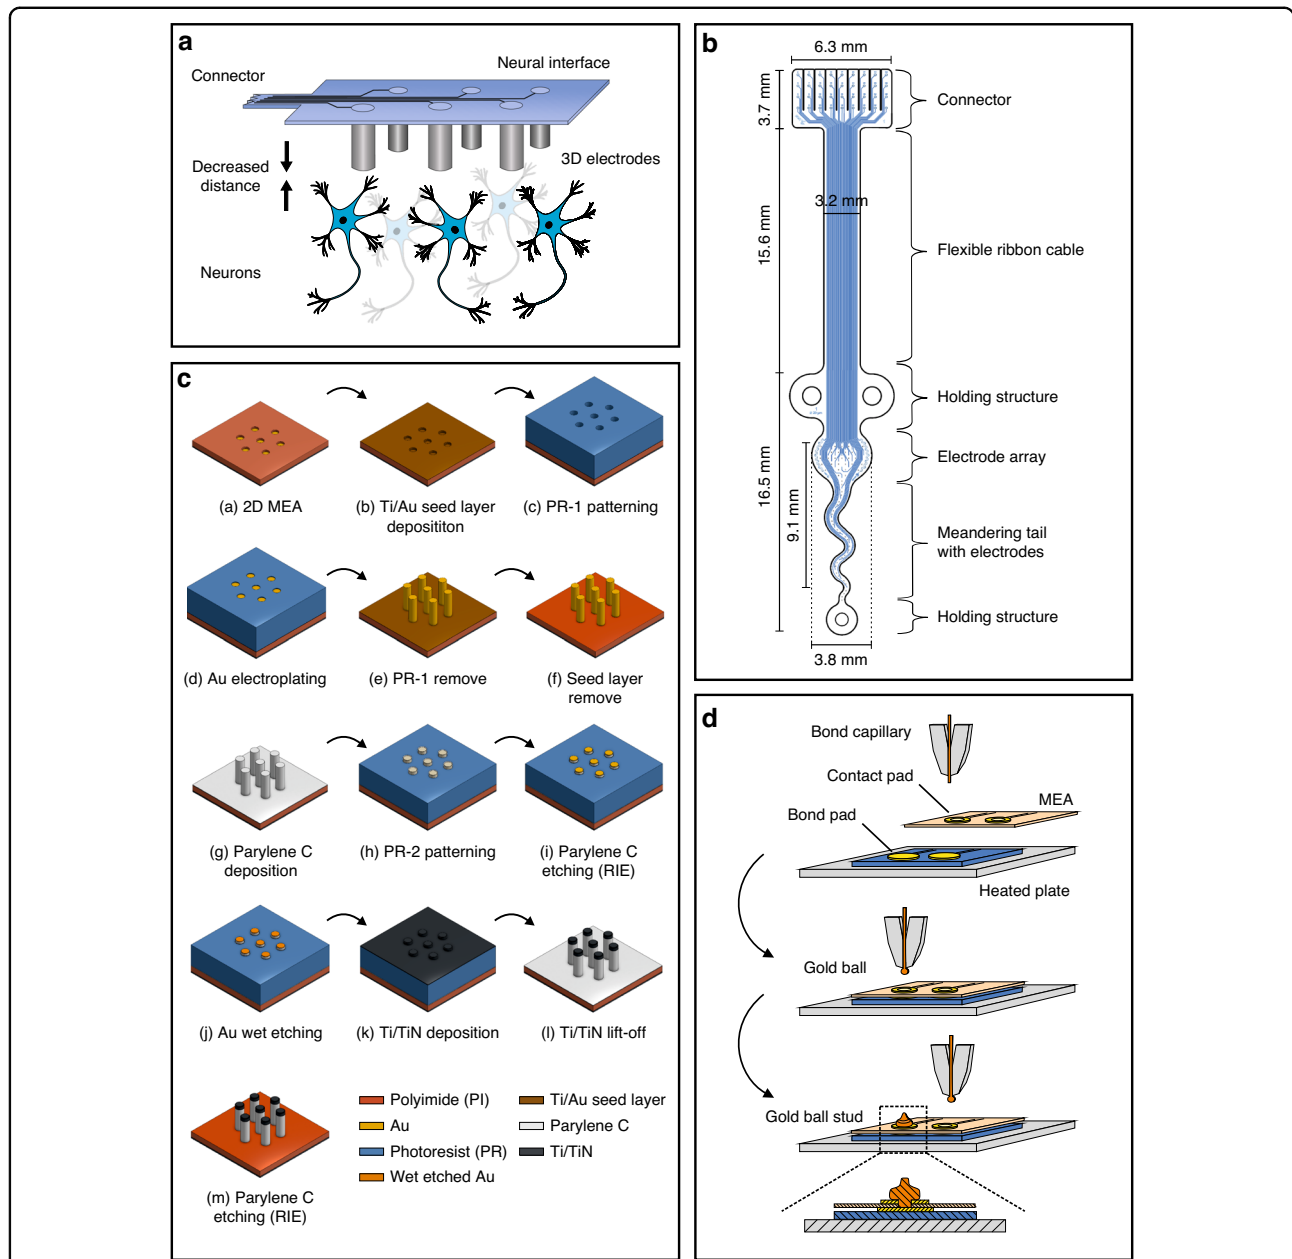 a
Connector
Neural interface
Decreased
distance
3D electrodes
Neurons
b
6.3 mm
3.7 mm
Connector
15.6 mm
3.2 mm
Flexible ribbon cable
Holding structure
16.5 mm
Electrode array
9.1 mm
Meandering tail
with electrodes
Holding structure
3.8 mm
c
(a) 2D MEA
(b) Ti/Au seed layer
deposititon
(c) PR-1 patterning
(d) Au electroplating
(e) PR-1 remove
(f) Seed layer
remove
(g) Parylene C
deposition
(h) PR-2 patterning
(i) Parylene C
etching (RIE)
(j) Au wet etching
(k) Ti/TiN deposition
(l) Ti/TiN lift-off
(m) Parylene C
etching (RIE)
Polyimide (PI)
Au
Photoresist (PR)
Wet etched Au
Ti/Au seed layer
Parylene C
Ti/TiN
d
Bond capillary
Contact pad
MEA
Bond pad
Heated plate
Gold ball
Gold ball stud